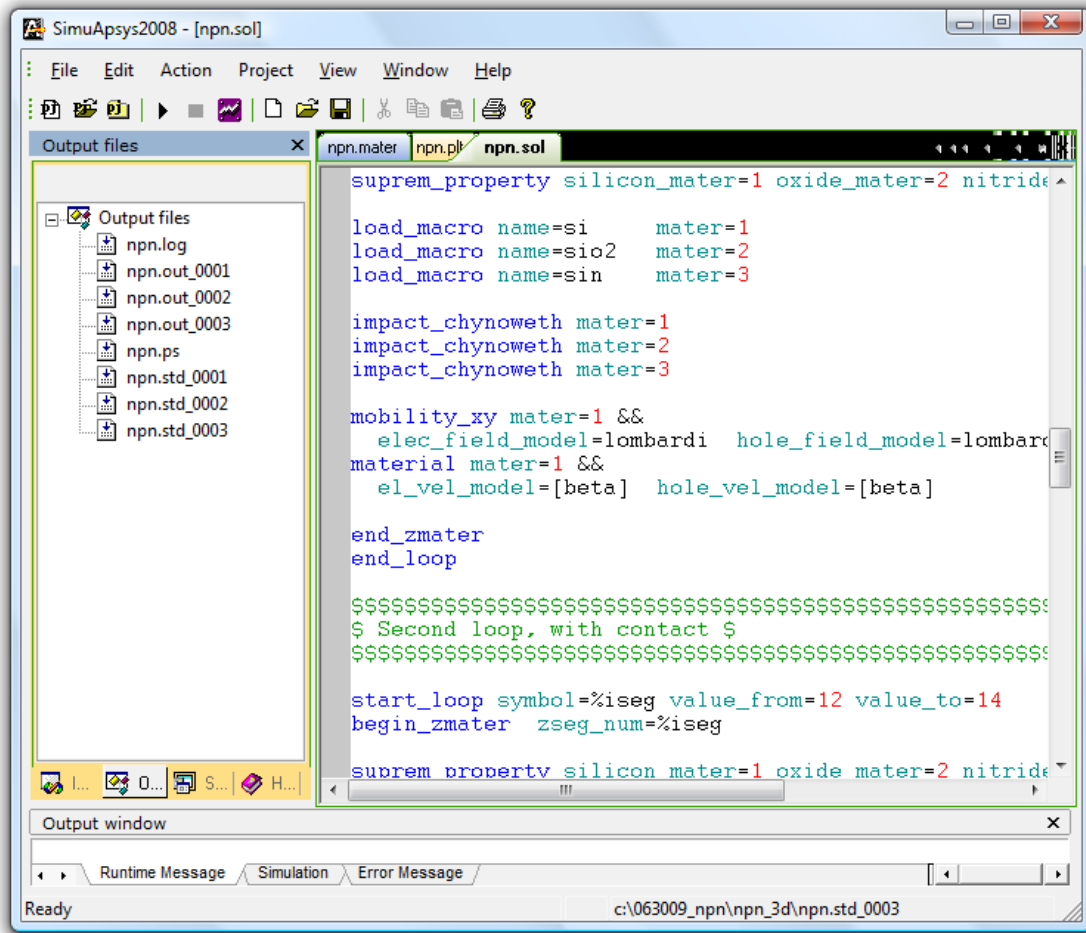 SimuApsys2008 - [npn.sol]
File Edit Action Project View Window Help
Output files
npn.mater npn.plt npn.sol
Output files
npn.log
npn.out_0001
npn.out_0002
npn.out_0003
npn.ps
npn.std_0001
npn.std_0002
npn.std_0003
I... O... S... H...
suprem_property silicon_mater=1 oxide_mater=2 nitride
load_macro name=si mater=1
load_macro name=sio2 mater=2
load_macro name=sin mater=3
impact_chynoweth mater=1
impact_chynoweth mater=2
impact_chynoweth mater=3
mobility_xy mater=1 &&
elec_field_model=lombardi hole_field_model=lombard
material mater=1 &&
el_vel_model=[beta] hole_vel_model=[beta]
end_zmater
end_loop
$$$$$$$$$$$$$$$$$$$$$$$$$$$$$$$$$$$$$$$$$$$$$$$$$$$$$
$ Second loop, with contact $
$$$$$$$$$$$$$$$$$$$$$$$$$$$$$$$$$$$$$$$$$$$$$$$$$$$$$
start_loop symbol=%iseg value_from=12 value_to=14
begin_zmater zseg_num=%iseg
suprem_property silicon_mater=1 oxide_mater=2 nitride
Output window
Runtime Message Simulation Error Message
Ready c:\063009_npn\npn_3d\npn.std_0003